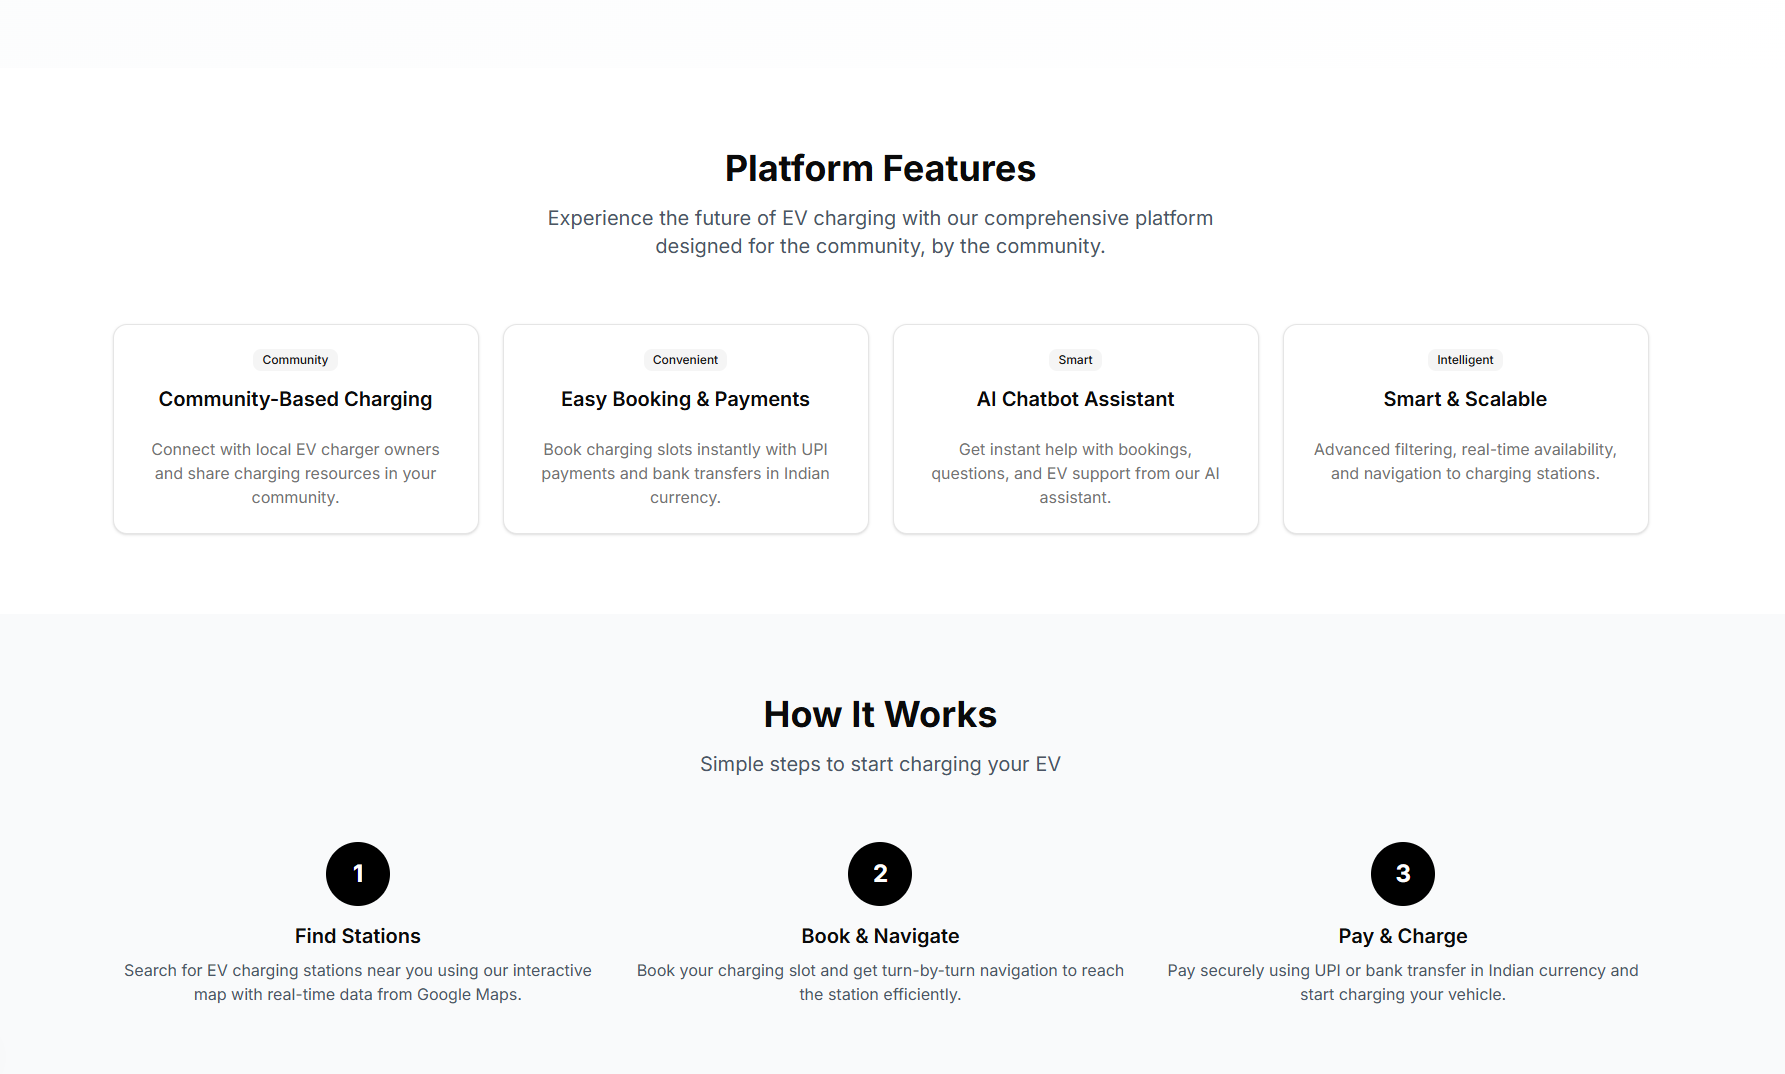 Platform Features
Experience the future of EV charging with our comprehensive platform
designed for the community, by the community.
Community
Community-Based Charging
Connect with local EV charger owners
and share charging resources in your
community.
Convenient
Easy Booking & Payments
Book charging slots instantly with UPI
payments and bank transfers in Indian
currency.
Smart
AI Chatbot Assistant
Get instant help with bookings,
questions, and EV support from our AI
assistant.
Intelligent
Smart & Scalable
Advanced filtering, real-time availability,
and navigation to charging stations.
How It Works
Simple steps to start charging your EV
1
Find Stations
Search for EV charging stations near you using our interactive
map with real-time data from Google Maps.
2
Book & Navigate
Book your charging slot and get turn-by-turn navigation to reach
the station efficiently.
3
Pay & Charge
Pay securely using UPI or bank transfer in Indian currency and
start charging your vehicle.